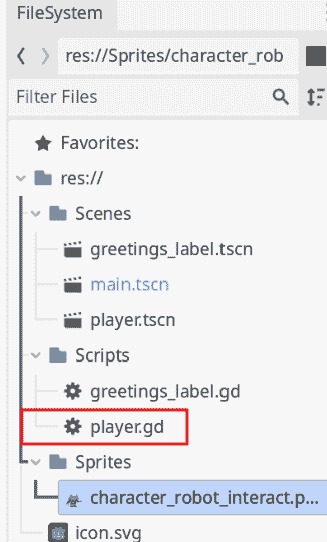 FileSystem
res://Sprites/character_rob
Filter Files
Favorites:
res://
Scenes
greetings_label.tscn
main.tscn
player.tscn
Scripts
greetings_label.gd
player.gd
Sprites
character_robot_interact.p...
icon.svg